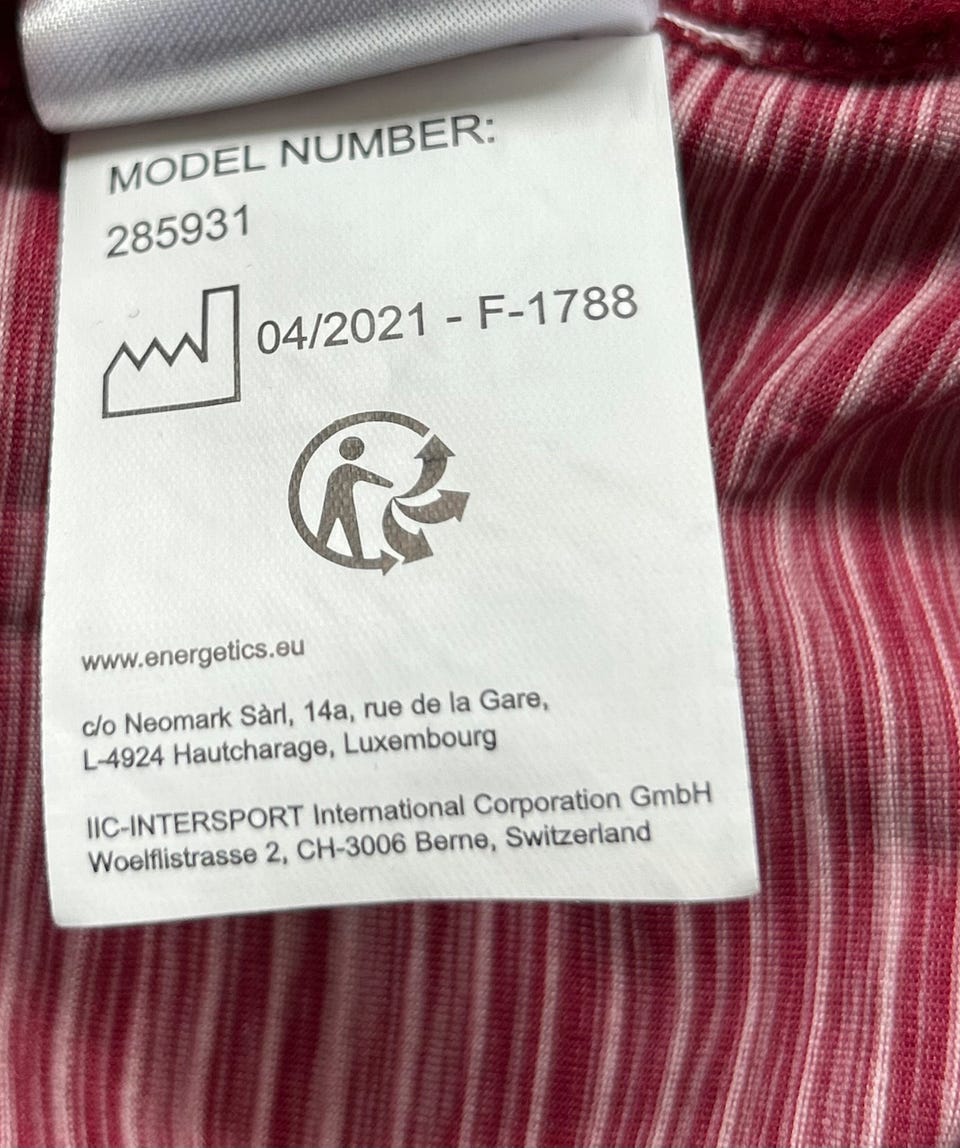 MODEL NUMBER:
285931
04/2021 - F-1788
www.energetics.eu
c/o Neomark Sàrl, 14a, rue de la Gare,
L-4924 Hautcharage, Luxembourg
IIC-INTERSPORT International Corporation GmbH
Woelflistrasse 2, CH-3006 Berne, Switzerland